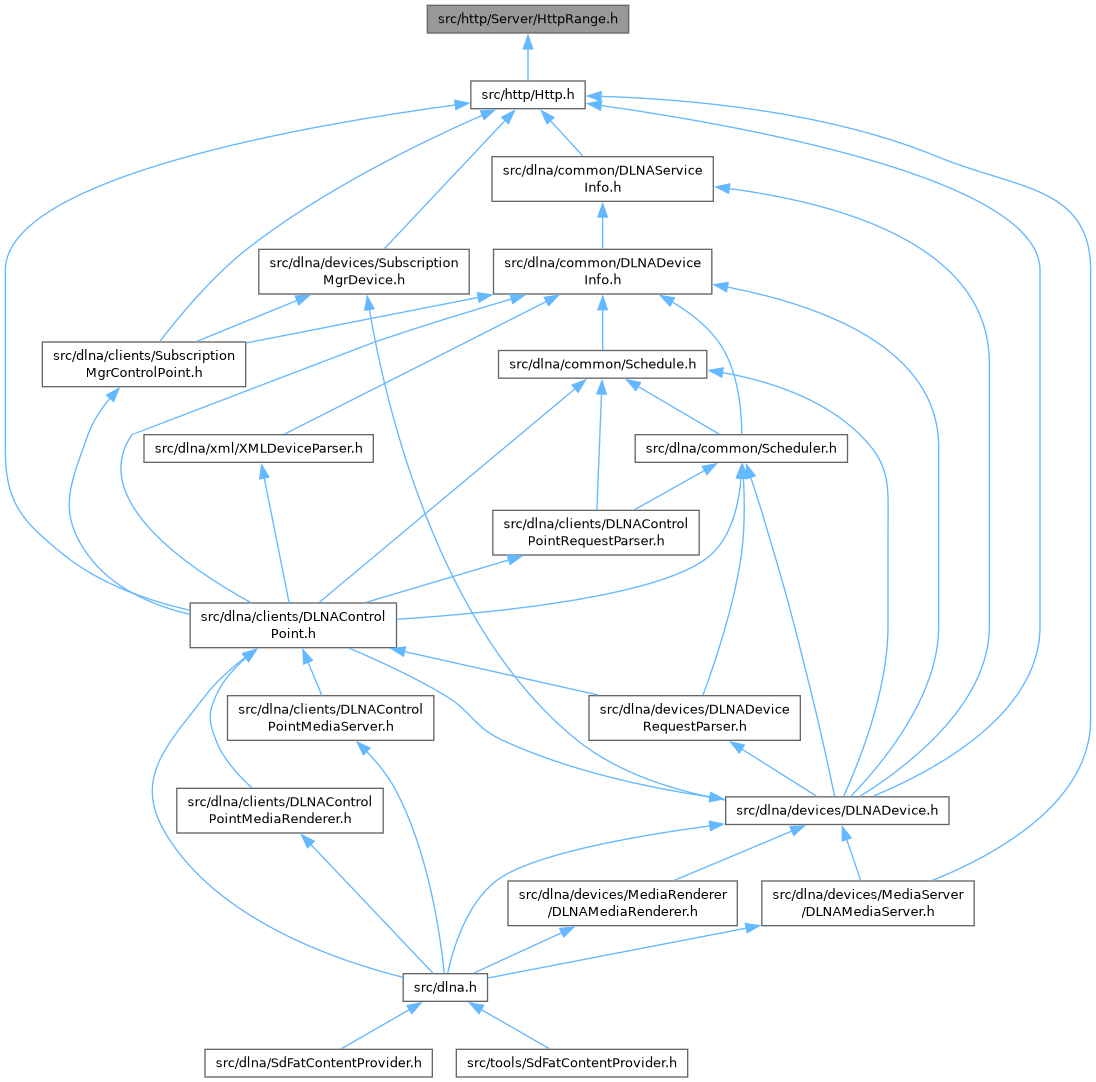 src/http/Server/HttpRange.h
src/http/Http.h
src/dlna/common/DLNAService
Info.h
src/dlna/devices/Subscription
MgrDevice.h
src/dlna/common/DLNADevice
Info.h
src/dlna/clients/Subscription
MgrControlPoint.h
src/dlna/common/Schedule.h
src/dlna/xml/XMLDeviceParser.h
src/dlna/common/Scheduler.h
src/dlna/clients/DLNAControl
PointRequestParser.h
src/dlna/clients/DLNAControl
Point.h
src/dlna/clients/DLNAControl
PointMediaServer.h
src/dlna/devices/DLNADevice
RequestParser.h
src/dlna/clients/DLNAControl
PointMediaRenderer.h
src/dlna/devices/DLNADevice.h
src/dlna/devices/MediaRenderer
/DLNAMediaRenderer.h
src/dlna/devices/MediaServer
/DLNAMediaServer.h
src/dlna.h
src/dlna/SdFatContentProvider.h
src/tools/SdFatContentProvider.h